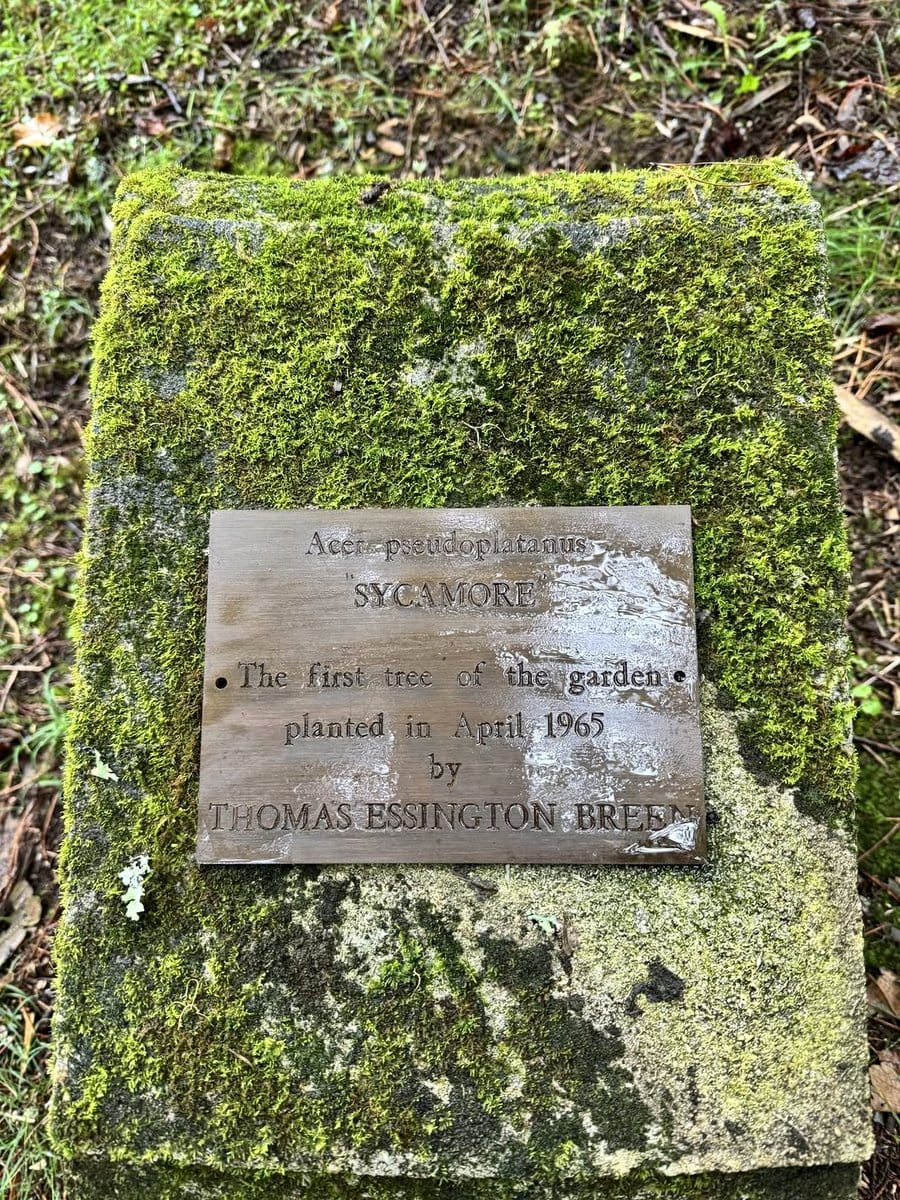 Acer pseudoplatanus
"SYCAMORE"
The first tree of the garden
planted in April 1965
by
THOMAS ESSINGTON BREEN